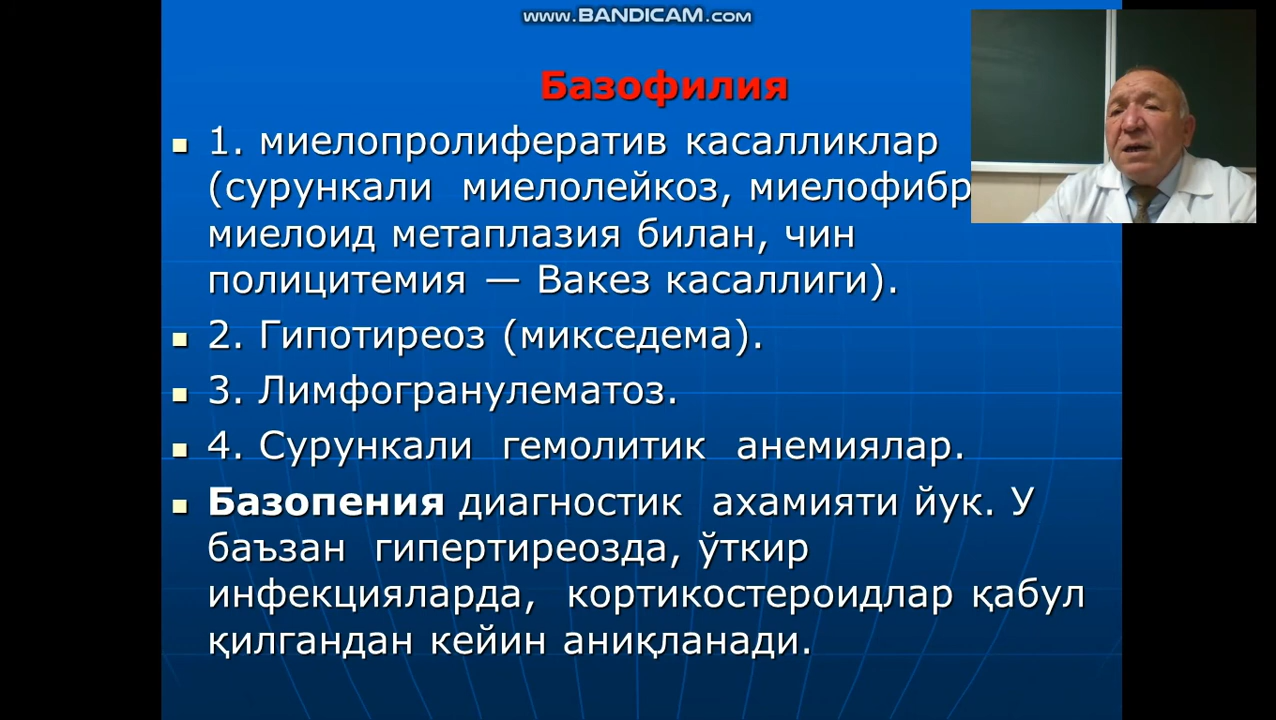 www.BANDICAM.com
Базофилия
1. миелопролифератив касалликлар
(сурункали миелолейкоз,
миелоид метаплазия билан, чин
полицитемия — Вакез касаллиги).
2. Гипотиреоз (микседема).
3. Лимфогранулематоз.
4. Сурункали гемолитик анемиялар.
Базопения диагностик ахамияти йук. У
баъзан гипертиреозда, ўткир
инфекцияларда, кортикостероидлар қабул
қилгандан кейин аниқланади.